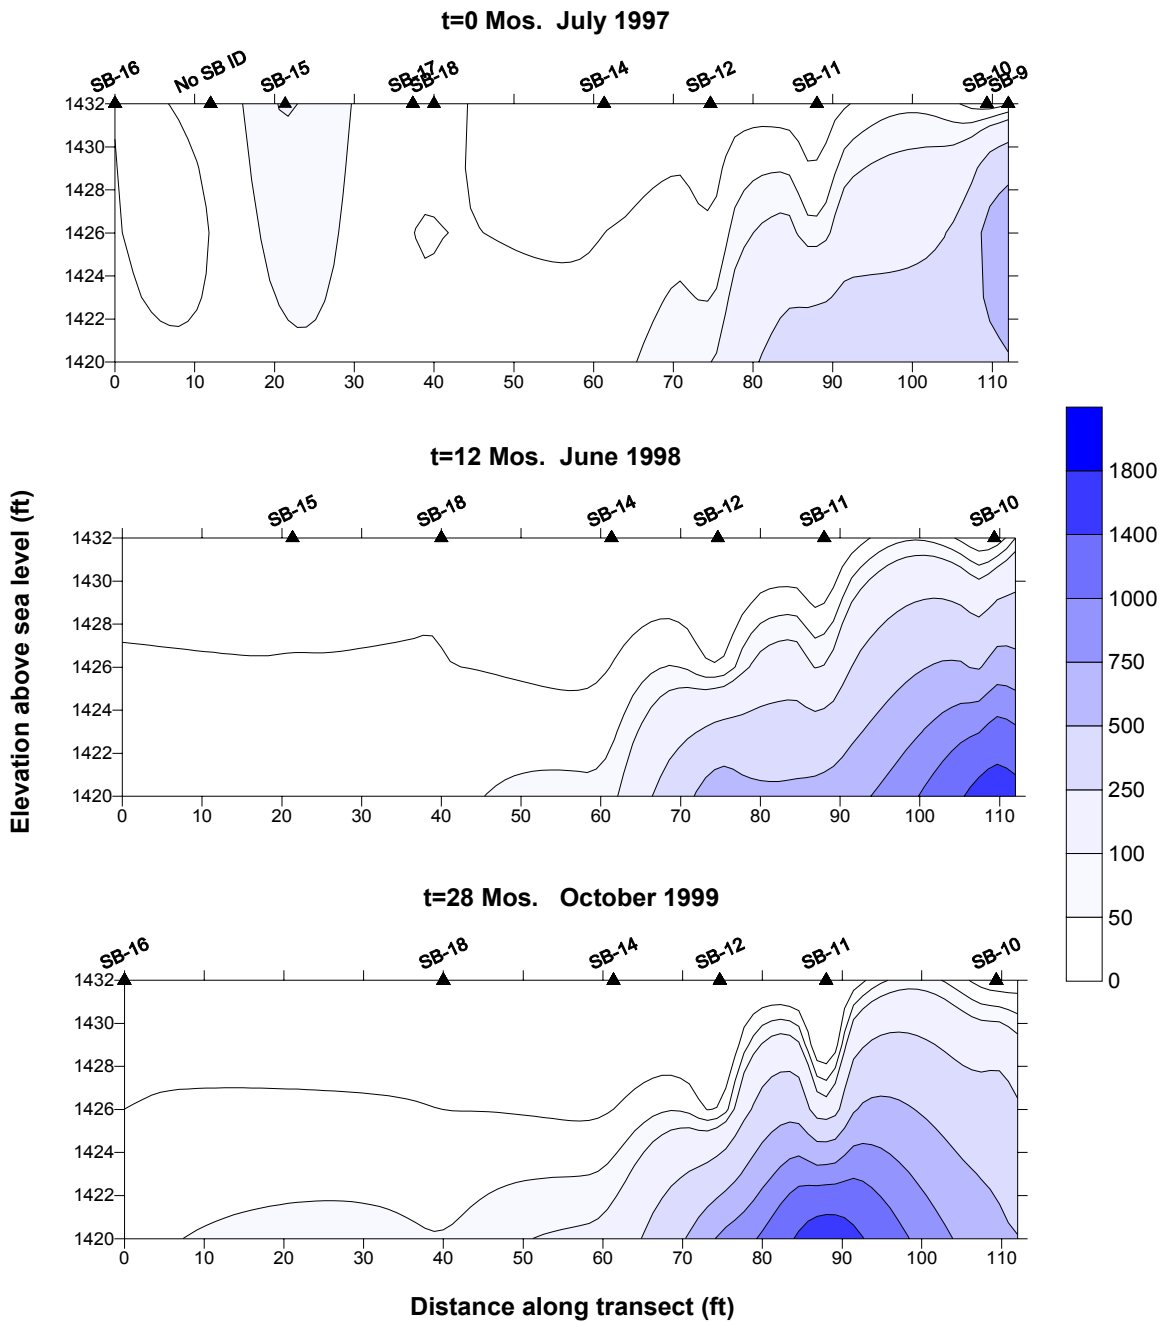 t=0 Mos. July 1997
SB-16 No SB ID SB-15 SB-17 SB-18 SB-14 SB-12 SB-11 SB-10 SB-9
1432
1430
1428
1426
1424
1422
1420
0 10 20 30 40 50 60 70 80 90 100 110
t=12 Mos. June 1998
SB-15 SB-18 SB-14 SB-12 SB-11 SB-10
1432
1430
1428
1426
1424
1422
1420
0 10 20 30 40 50 60 70 80 90 100 110
t=28 Mos. October 1999
SB-16 SB-18 SB-14 SB-12 SB-11 SB-10
1432
1430
1428
1426
1424
1422
1420
0 10 20 30 40 50 60 70 80 90 100 110
Elevation above sea level (ft)
Distance along transect (ft)
1800
1400
1000
750
500
250
100
50
0